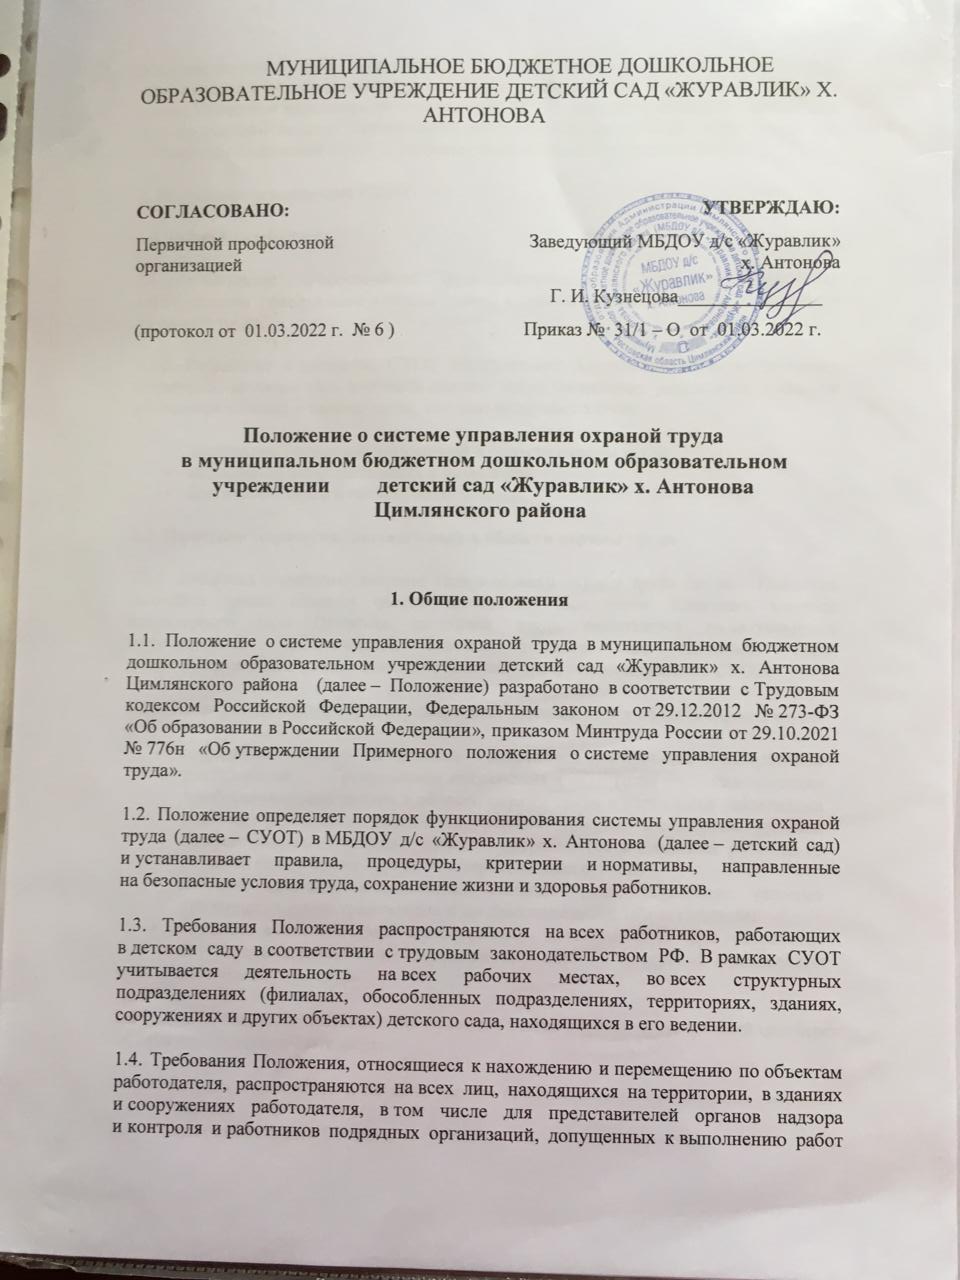 МУНИЦИПАЛЬНОЕ БЮДЖЕТНОЕ ДОШКОЛЬНОЕ
ОБРАЗОВАТЕЛЬНОЕ УЧРЕЖДЕНИЕ ДЕТСКИЙ САД «ЖУРАВЛИК» Х.
АНТОНОВА
СОГЛАСОВАНО:
Первичной профсоюзной
организацией
(протокол от 01.03.2022 г. № 6 )
УТВЕРЖДАЮ:
Заведующий МБДОУ д/с «Журавлик»
х. Антонова
Г. И. Кузнецова
Приказ № 31/1 – О от 01.03.2022 г.
МБДОУ д/с
«Журавлик»
х. Антонова
Положение о системе управления охраной труда
в муниципальном бюджетном дошкольном образовательном
учреждении детский сад «Журавлик» х. Антонова
Цимлянского района
1. Общие положения
1.1. Положение о системе управления охраной труда в муниципальном бюджетном
дошкольном образовательном учреждении детский сад «Журавлик» х. Антонова
Цимлянского района (далее – Положение) разработано в соответствии с Трудовым
кодексом Российской Федерации, Федеральным законом от 29.12.2012 № 273-ФЗ
«Об образовании в Российской Федерации», приказом Минтруда России от 29.10.2021
№ 776н «Об утверждении Примерного положения о системе управления охраной
труда».
1.2. Положение определяет порядок функционирования системы управления охраной
труда (далее – СУОТ) в МБДОУ д/с «Журавлик» х. Антонова (далее – детский сад)
и устанавливает правила, процедуры, критерии и нормативы, направленные
на безопасные условия труда, сохранение жизни и здоровья работников.
1.3. Требования Положения распространяются на всех работников, работающих
в детском саду в соответствии с трудовым законодательством РФ. В рамках СУОТ
учитывается деятельность на всех рабочих местах, во всех структурных
подразделениях (филиалах, обособленных подразделениях, территориях, зданиях,
сооружениях и других объектах) детского сада, находящихся в его ведении.
1.4. Требования Положения, относящиеся к нахождению и перемещению по объектам
работодателя, распространяются на всех лиц, находящихся на территории, в зданиях
и сооружениях работодателя, в том числе для представителей органов надзора
и контроля и работников подрядных организаций, допущенных к выполнению работ